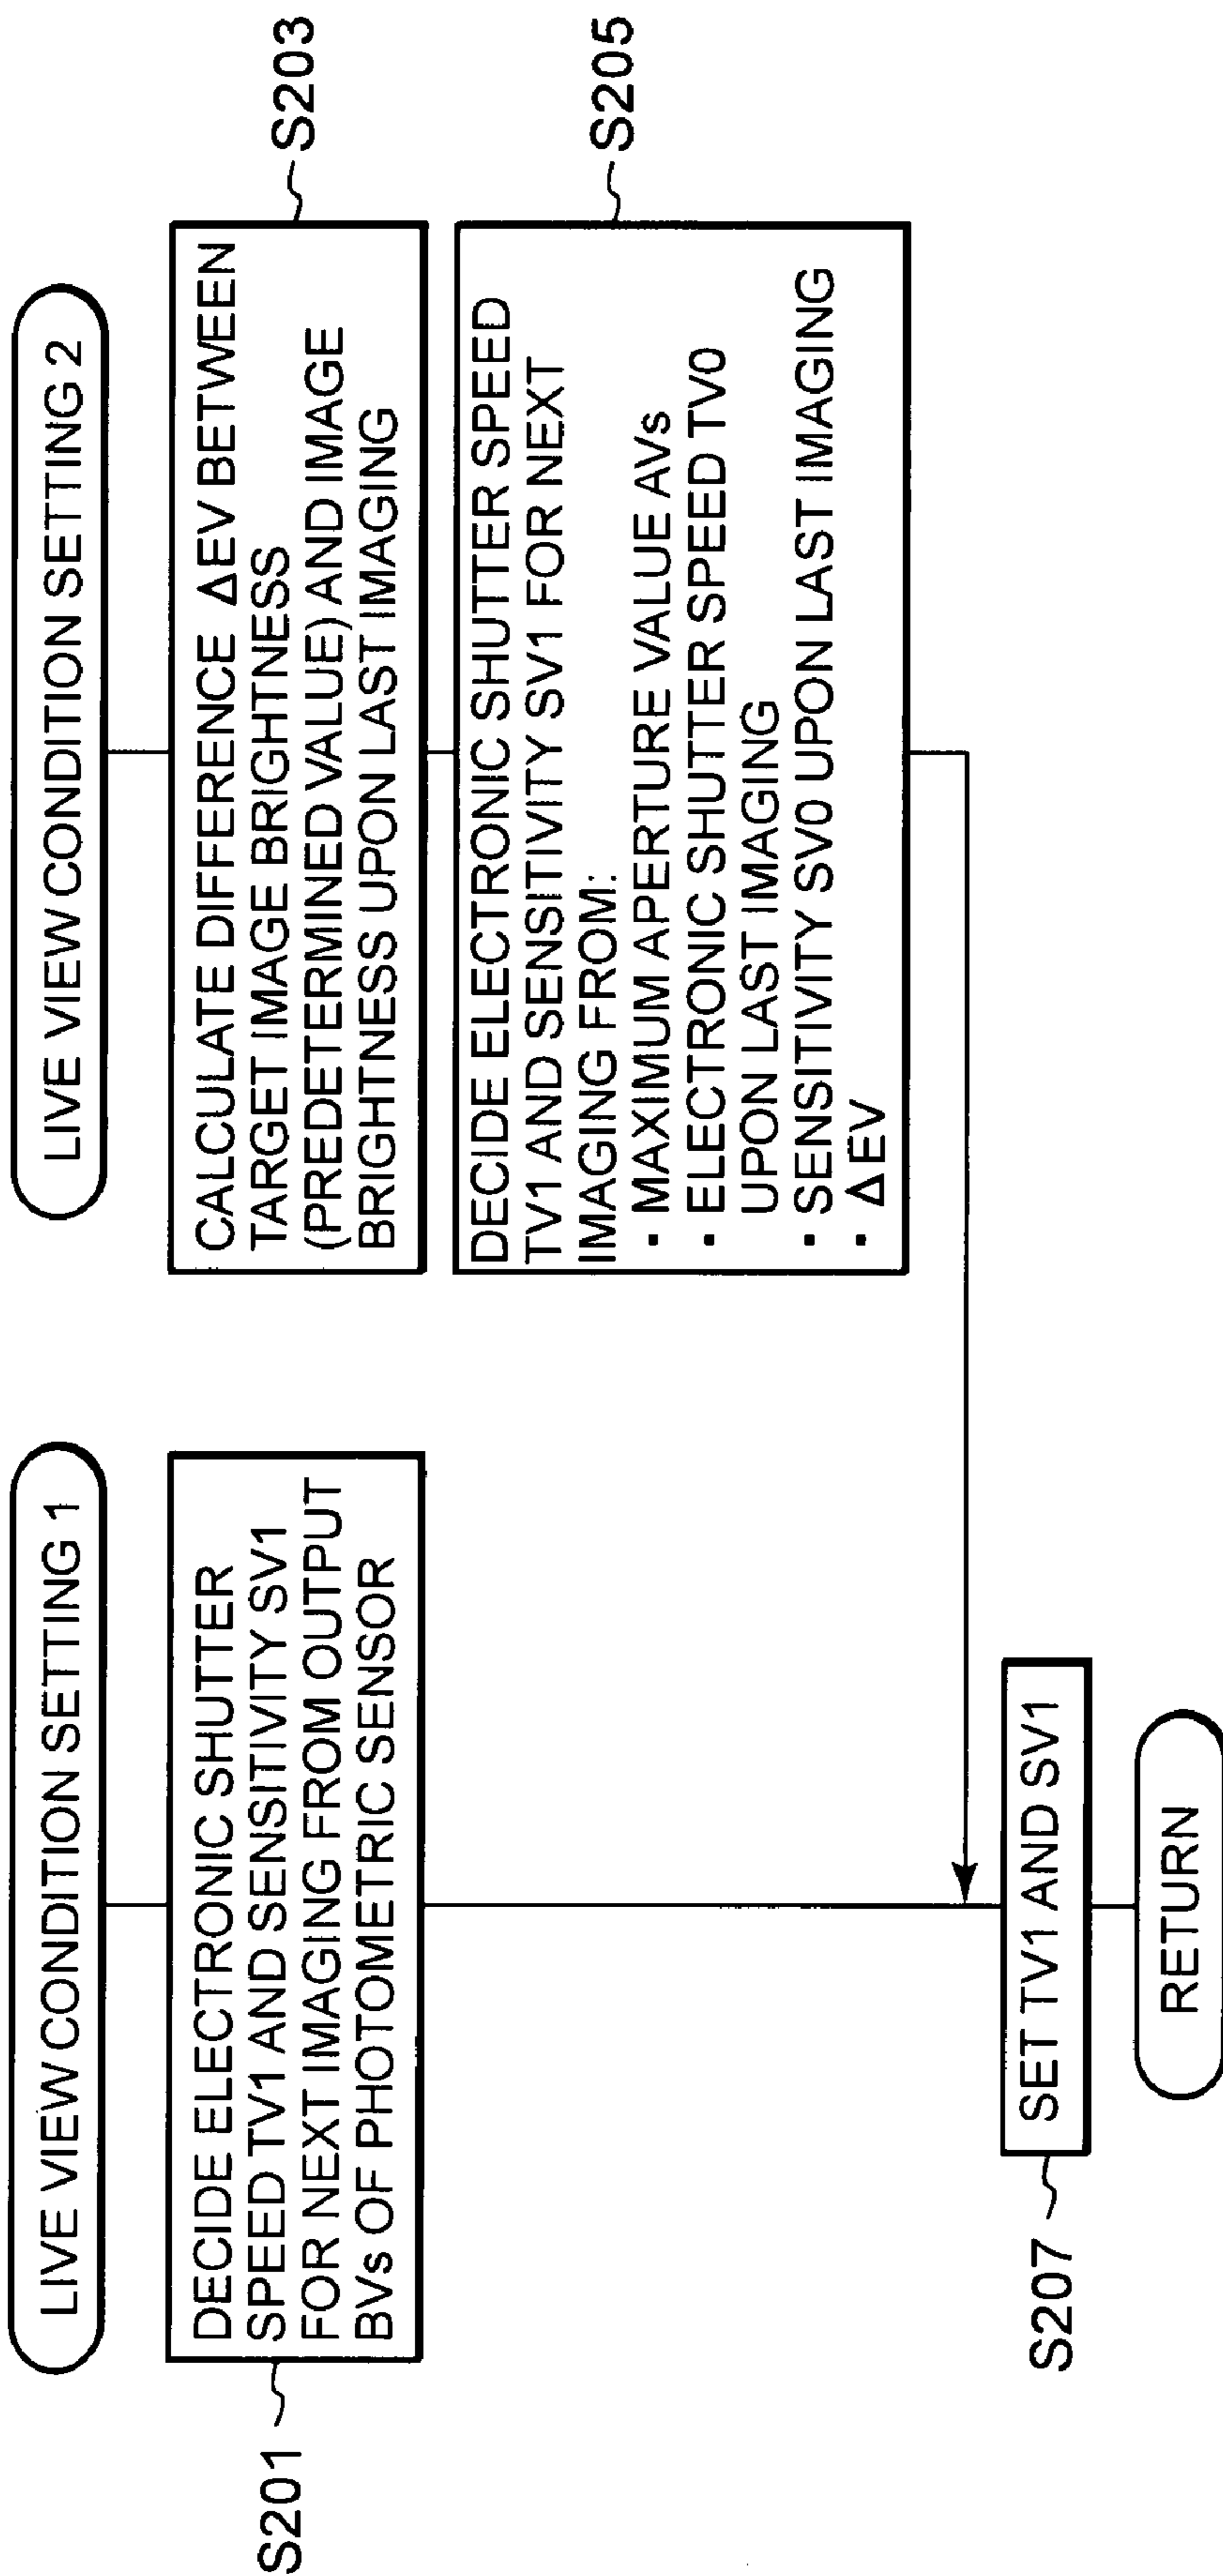 LIVE VIEW CONDITION SETTING 1
S201
DECIDE ELECTRONIC SHUTTER
SPEED TV1 AND SENSITIVITY SV1
FOR NEXT IMAGING FROM OUTPUT
BVs OF PHOTOMETRIC SENSOR
LIVE VIEW CONDITION SETTING 2
S203
CALCULATE DIFFERENCE ΔEV BETWEEN
TARGET IMAGE BRIGHTNESS
(PREDETERMINED VALUE) AND IMAGE
BRIGHTNESS UPON LAST IMAGING
S205
DECIDE ELECTRONIC SHUTTER SPEED
TV1 AND SENSITIVITY SV1 FOR NEXT
IMAGING FROM:
· MAXIMUM APERTURE VALUE AVs
· ELECTRONIC SHUTTER SPEED TV0
UPON LAST IMAGING
· SENSITIVITY SV0 UPON LAST IMAGING
· ΔEV
S207
SET TV1 AND SV1
RETURN